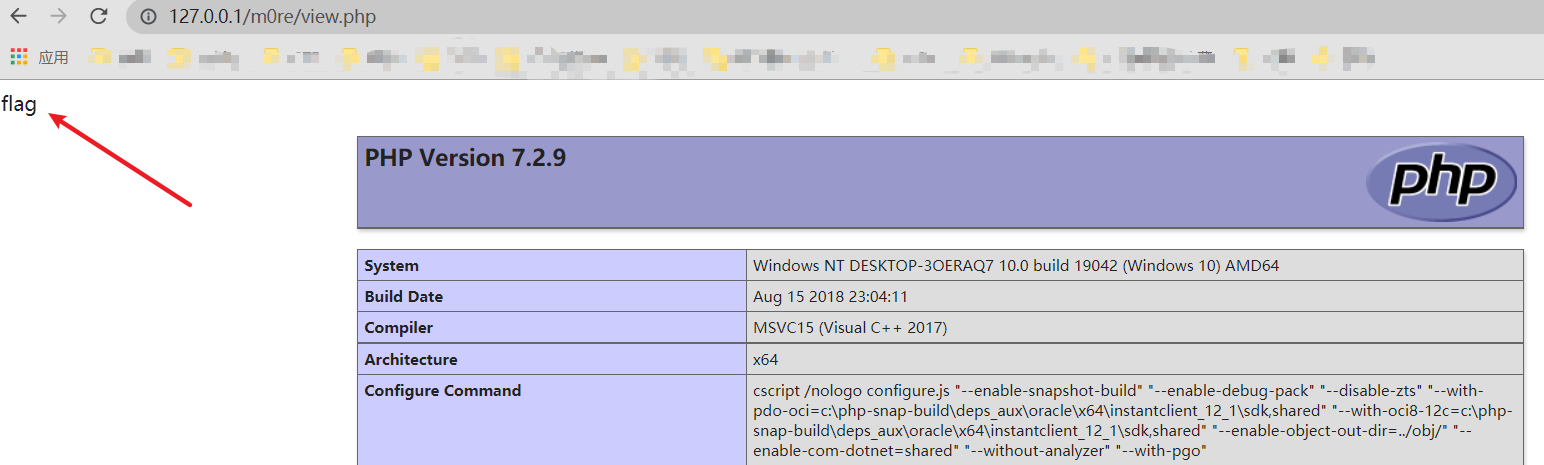 127.0.0.1/m0re/view.php
应用
flag
PHP Version 7.2.9
php
System Windows NT DESKTOP-3OERAQ7 10.0 build 19042 (Windows 10) AMD64
Build Date Aug 15 2018 23:04:11
Compiler MSVC15 (Visual C++ 2017)
Architecture x64
Configure Command cscript /nologo configure.js "--enable-snapshot-build" "--enable-debug-pack" "--disable-zts" "--with-
pdo-oci=c:\php-snap-build\deps_aux\oracle\x64\instantclient_12_1\sdk,shared" "--with-oci8-12c=c:\php-
snap-build\deps_aux\oracle\x64\instantclient_12_1\sdk,shared" "--enable-object-out-dir=../obj/" "--
enable-com-dotnet=shared" "--without-analyzer" "--with-pgo"